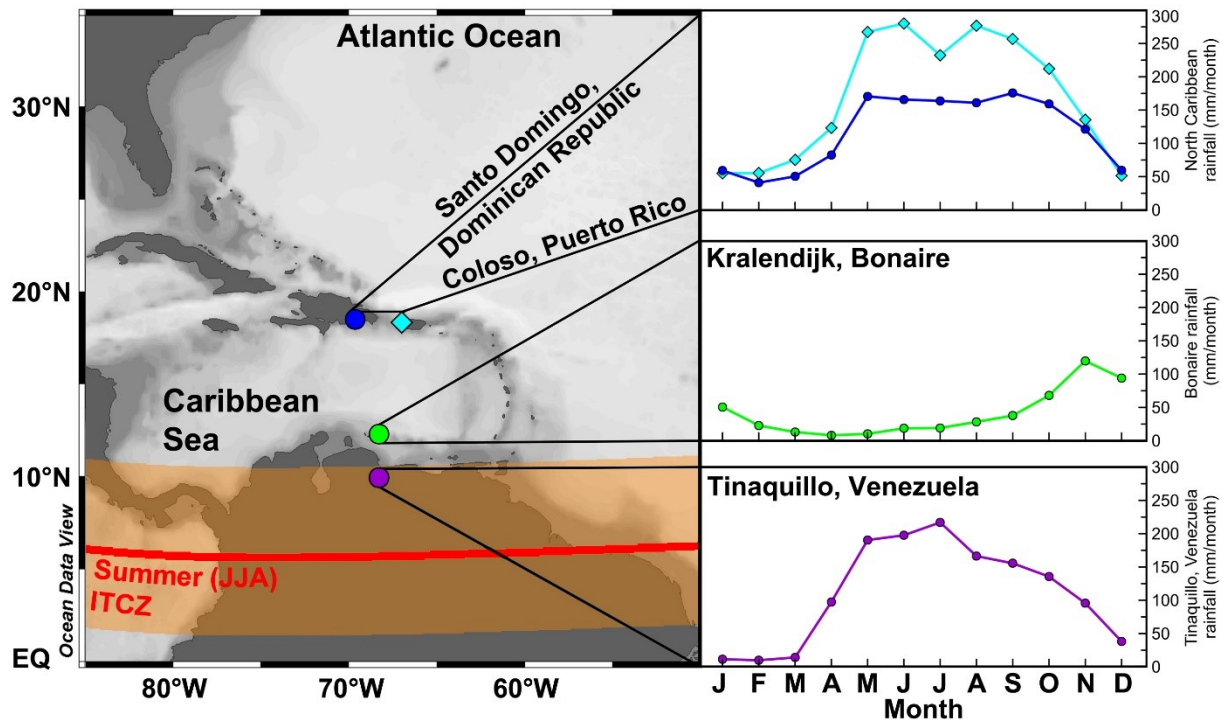 Atlantic Ocean
30°N
20°N
10°N
EQ
80°W
70°W
60°W
Santo Domingo,
Dominican Republic
Coloso, Puerto Rico
Caribbean
Sea
Summer (JJA)
ITCZ
Ocean Data View
300
250
200
150
100
50
0
North Caribbean
rainfall (mm/month)
Kralendijk, Bonaire
300
250
200
150
100
50
0
Bonaire rainfall
(mm/month)
Tinaquillo, Venezuela
300
250
200
150
100
50
0
Tinaquillo, Venezuela
rainfall (mm/month)
J F M A M J J A S O N D
Month